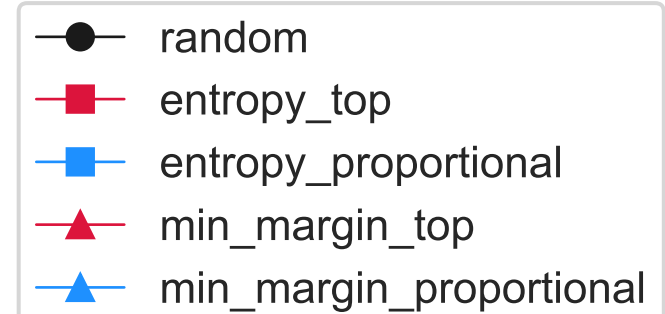 random
entropy_top
entropy_proportional
min_margin_top
min_margin_proportional